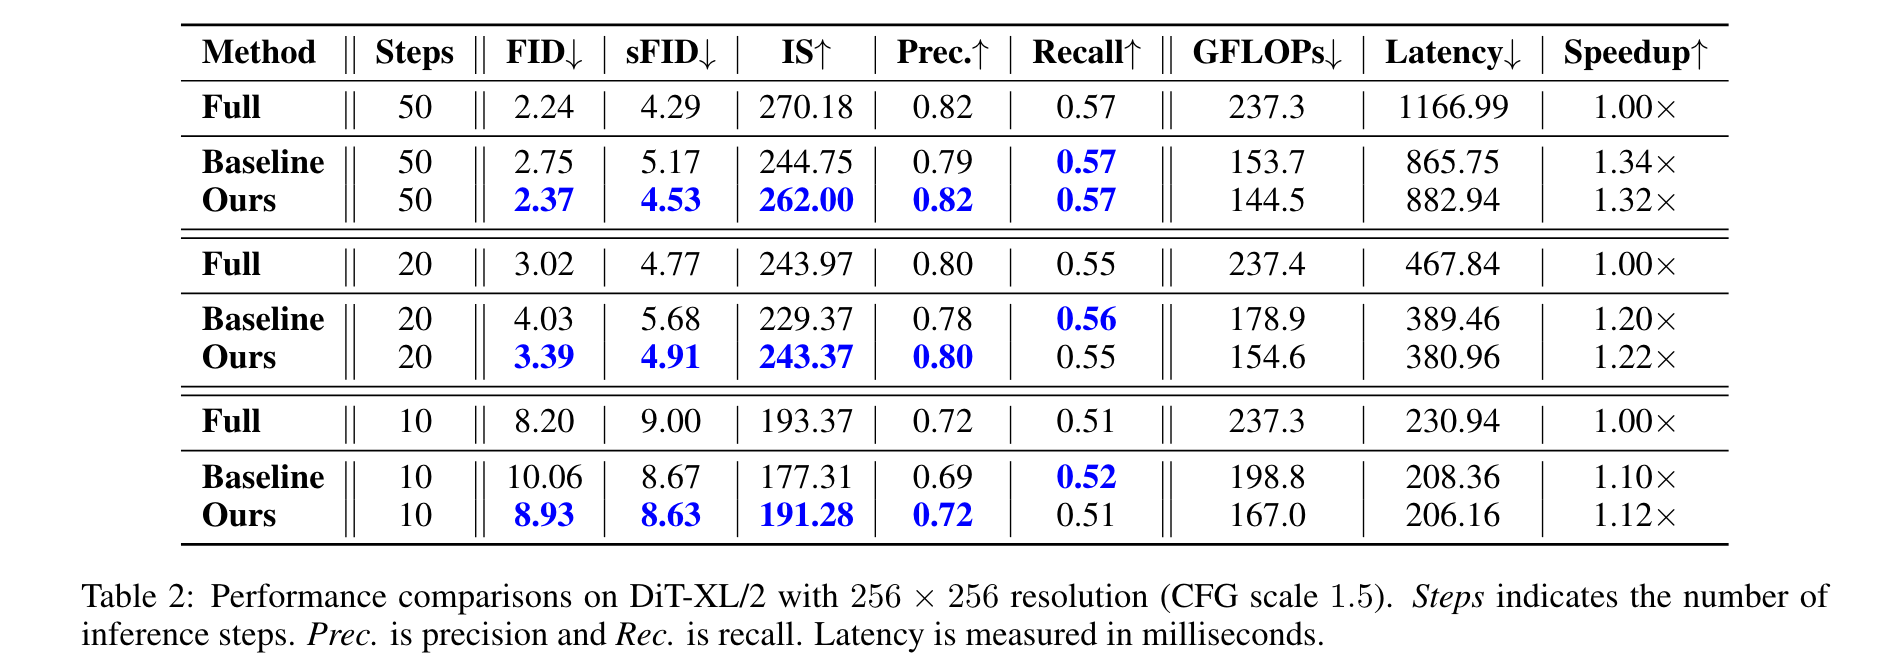 Method Steps FID↓ sFID↓ IS↑ Prec.↑ Recall↑ GFLOPs↓ Latency↓ Speedup↑
Full 50 2.24 4.29 270.18 0.82 0.57 237.3 1166.99 1.00×
Baseline 50 2.75 5.17 244.75 0.79 0.57 153.7 865.75 1.34×
Ours 50 2.37 4.53 262.00 0.82 0.57 144.5 882.94 1.32×
Full 20 3.02 4.77 243.97 0.80 0.55 237.4 467.84 1.00×
Baseline 20 4.03 5.68 229.37 0.78 0.56 178.9 389.46 1.20×
Ours 20 3.39 4.91 243.37 0.80 0.55 154.6 380.96 1.22×
Full 10 8.20 9.00 193.37 0.72 0.51 237.3 230.94 1.00×
Baseline 10 10.06 8.67 177.31 0.69 0.52 198.8 208.36 1.10×
Ours 10 8.93 8.63 191.28 0.72 0.51 167.0 206.16 1.12×
Table 2: Performance comparisons on DiT-XL/2 with 256 × 256 resolution (CFG scale 1.5). Steps indicates the number of
inference steps. Prec. is precision and Rec. is recall. Latency is measured in milliseconds.